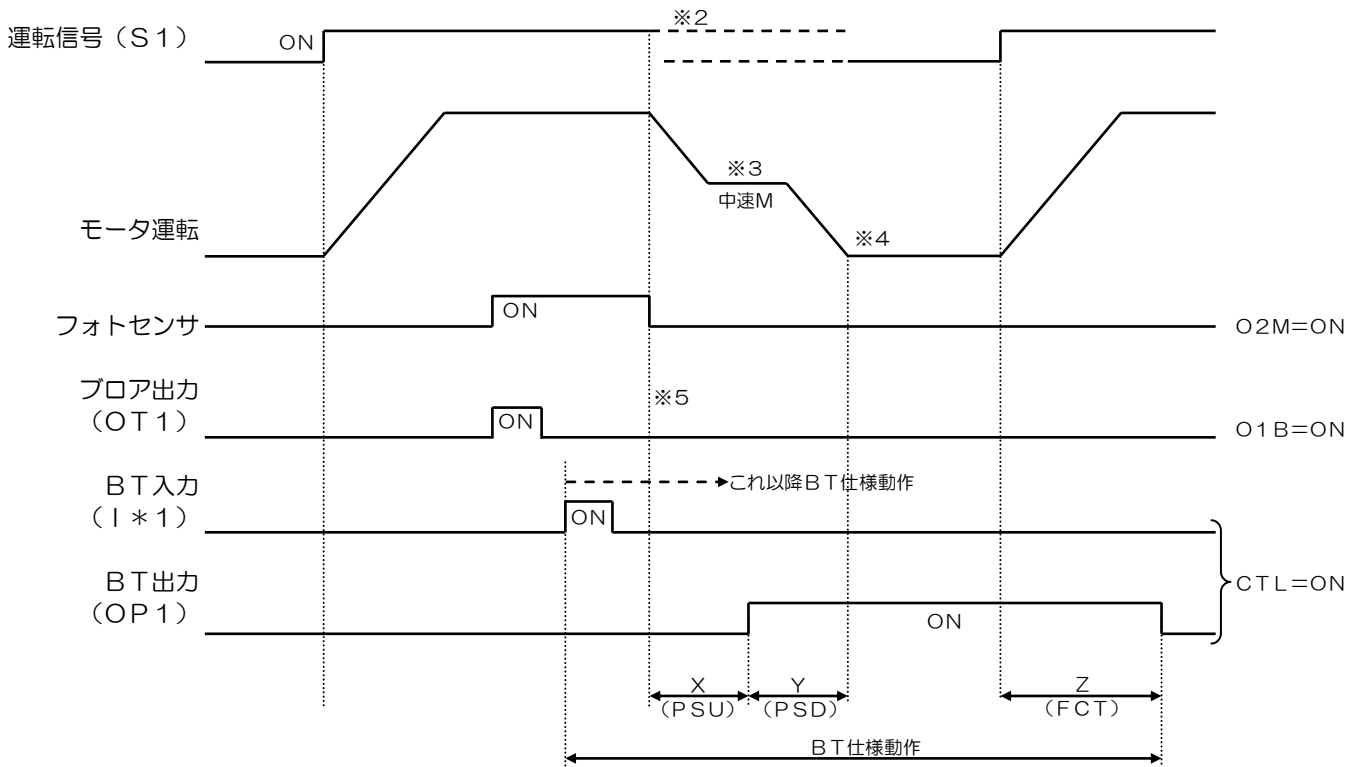 ※2
運転信号（S1）
ON
※3
中速M
モータ運転
※4
ON
フォトセンサ
O2M=ON
ブロア出力
（OT1）
ON
※5
O1B=ON
BT入力
（I＊1）
これ以降BT仕様動作
ON
BT出力
（OP1）
ON
CTL=ON
X
（PSU）
Y
（PSD）
Z
（FCT）
BT仕様動作